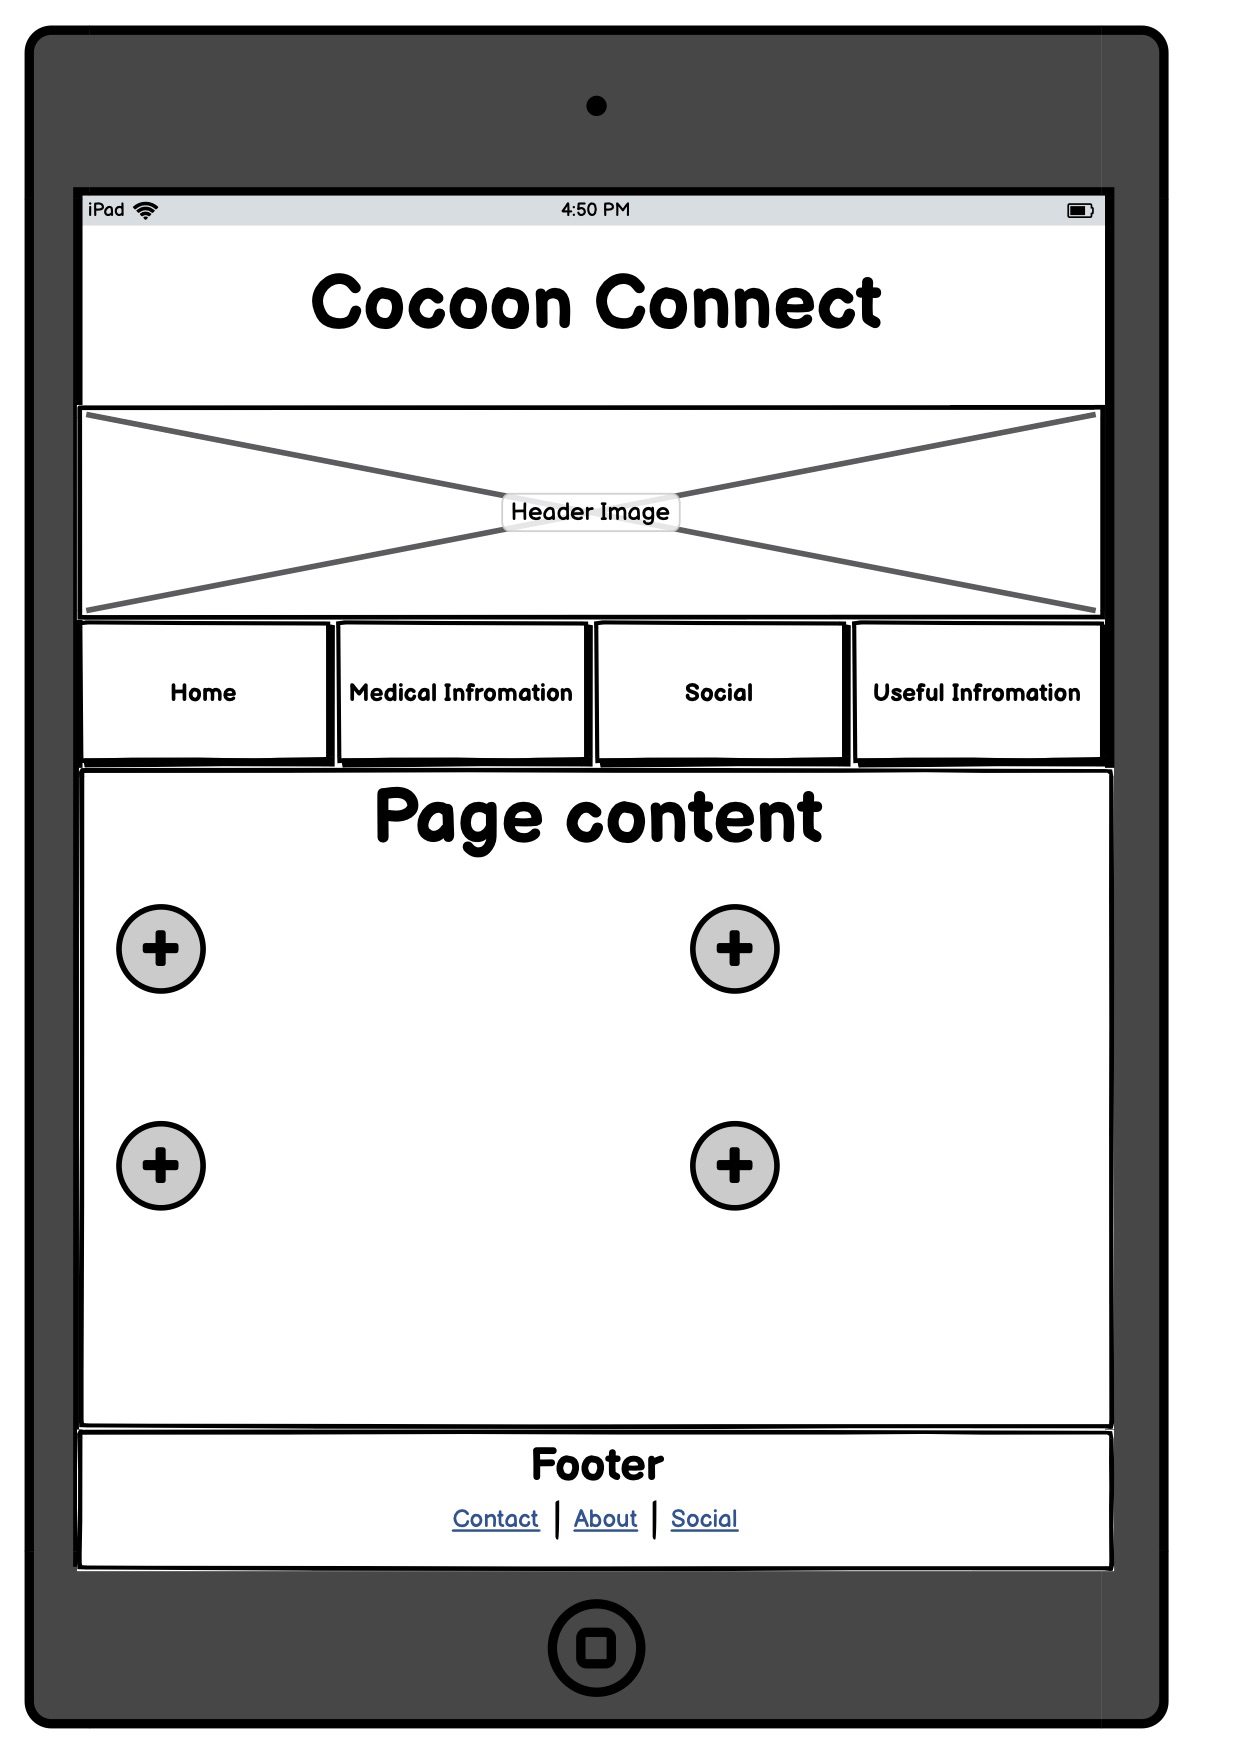 iPad 4:50 PM
Cocoon Connect
Header Image
Home Medical Infromation Social Useful Infromation
Page content
Footer
Contact About Social